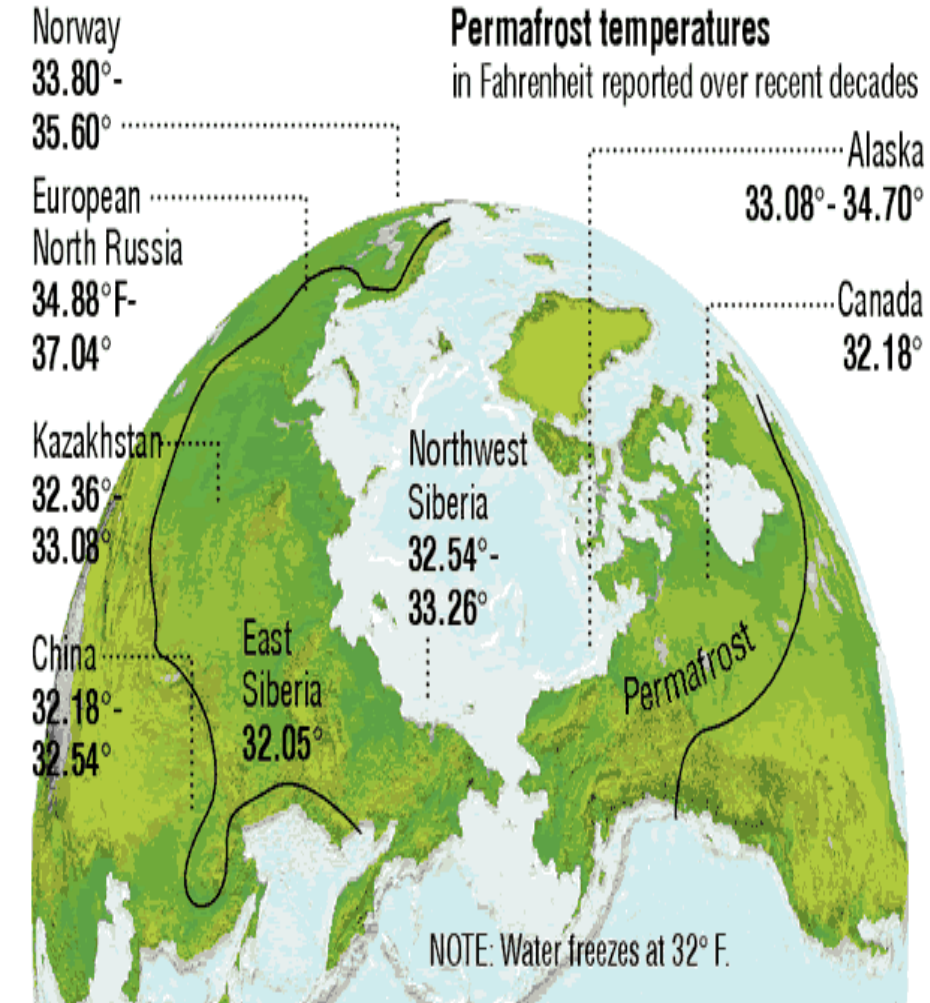 Permafrost temperatures
in Fahrenheit reported over recent decades
Norway
33.80°-
35.60°
European
North Russia
34.88°F-
37.04°
Kazakhstan
32.36°-
33.08°
China
32.18°-
32.54°
East
Siberia
32.05°
Northwest
Siberia
32.54°-
33.26°
Alaska
33.08°- 34.70°
Canada
32.18°
Permafrost
NOTE: Water freezes at 32° F.